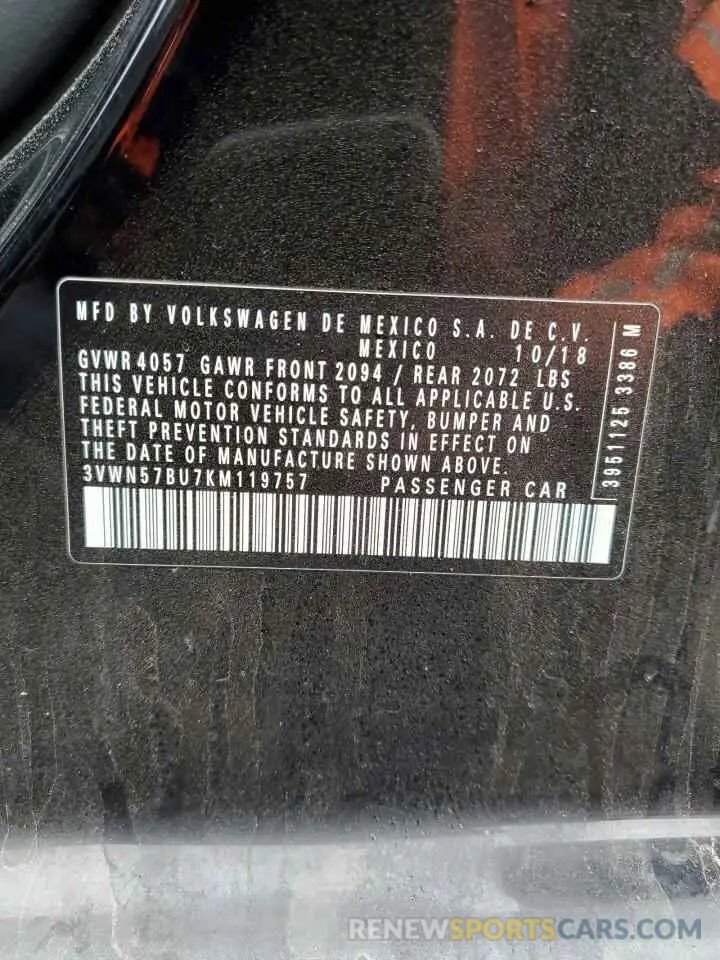 MFD BY VOLKSWAGEN DE MEXICO S.A. DE C.V.
MEXICO 10/18
GVWR 4057 GAWR FRONT 2094 / REAR 2072 LBS
THIS VEHICLE CONFORMS TO ALL APPLICABLE U.S.
FEDERAL MOTOR VEHICLE SAFETY, BUMPER AND
THEFT PREVENTION STANDARDS IN EFFECT ON
THE DATE OF MANUFACTURE SHOWN ABOVE.
3VWN57BU7KM119757 PASSENGER CAR
3951125 3386 M
RENEWSPORTSCARS.COM